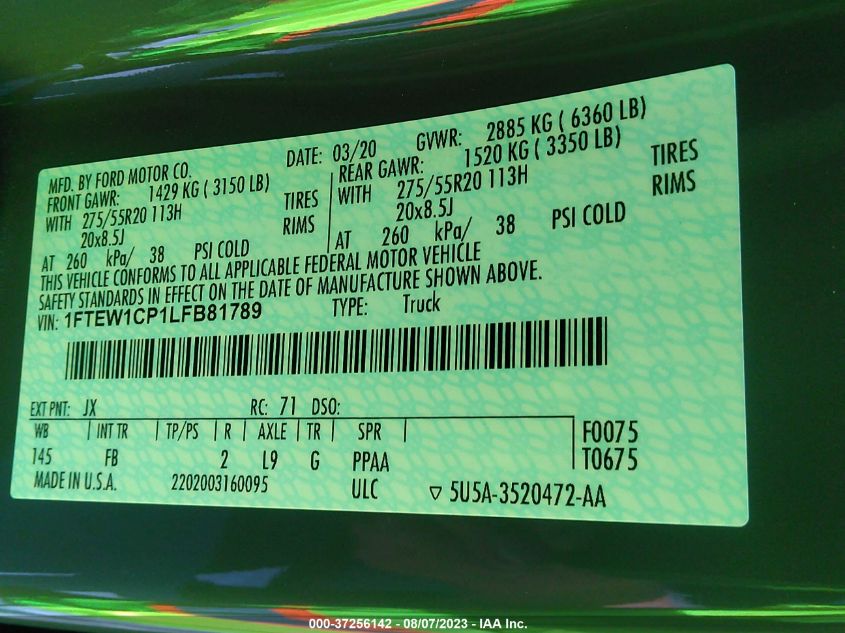 MFD. BY FORD MOTOR CO. DATE: 03/20 GVWR: 2885 KG ( 6360 LB)
FRONT GAWR: 1429 KG ( 3150 LB) REAR GAWR: 1520 KG ( 3350 LB)
WITH 275/55R20 113H TIRES WITH 275/55R20 113H TIRES
20x8.5J RIMS 20x8.5J RIMS
AT 260 kPa/ 38 PSI COLD AT 260 kPa/ 38 PSI COLD
THIS VEHICLE CONFORMS TO ALL APPLICABLE FEDERAL MOTOR VEHICLE
SAFETY STANDARDS IN EFFECT ON THE DATE OF MANUFACTURE SHOWN ABOVE.
VIN: 1FTEW1CP1LFB81789 TYPE: Truck
EXT PNT: JX RC: 71 DSO:
WB | INT TR | TP/PS | R | AXLE | TR | SPR | F0075
145 FB 2 L9 G PPAA T0675
MADE IN U.S.A. 2202003160095 ULC ▽ 5U5A-3520472-AA
000-37256142 - 08/07/2023 - IAA Inc.